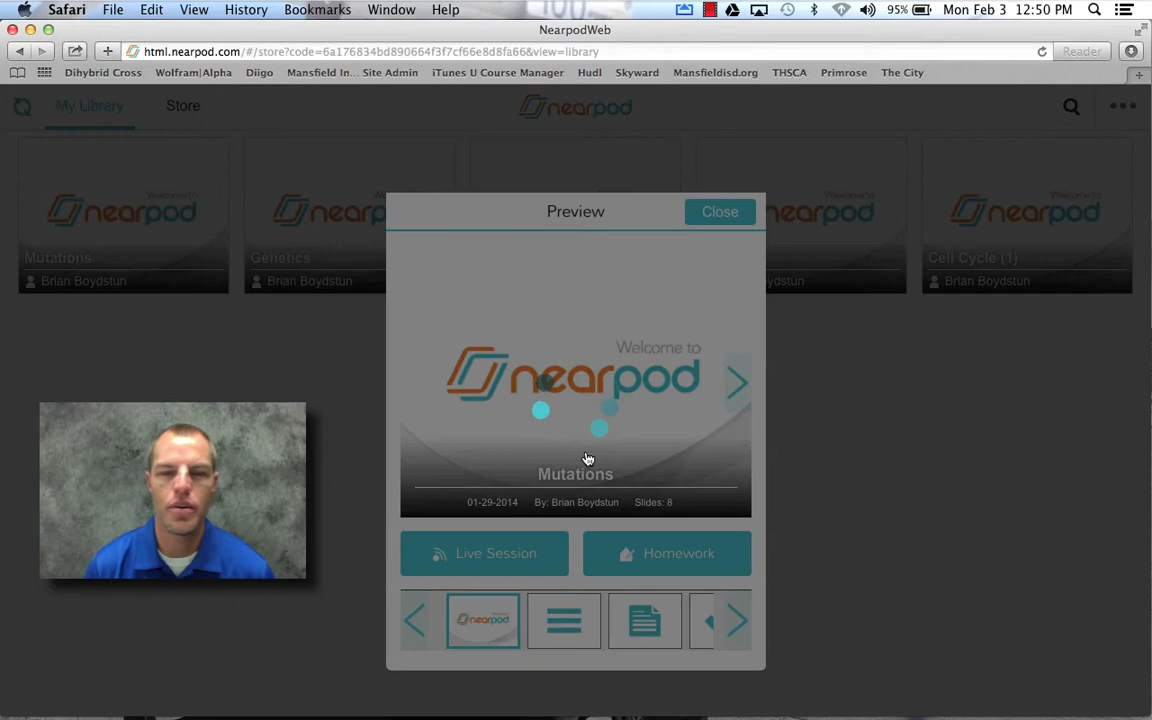 Safari File Edit View History Bookmarks Window Help 95% Mon Feb 3 12:50 PM
NearpodWeb
html.nearpod.com/#/store?code=6a176834bd890664f3f7cf66e8d8fa66&view=library Reader
Dihybrid Cross Wolfram|Alpha Diigo Mansfield In... Site Admin iTunes U Course Manager Hudl Skyward Mansfieldisd.org THSCA Primrose The City
My Library Store nearpod
Welcome to
nearpod
Mutations
Brian Boydstun
Genetics
Brian Boydstun
Welcome to
nearpod
Cell Cycle (1)
Brian Boydstun
Preview Close
Welcome to
nearpod
Mutations
01-29-2014 By: Brian Boydstun Slides: 8
Live Session Homework
nearpod